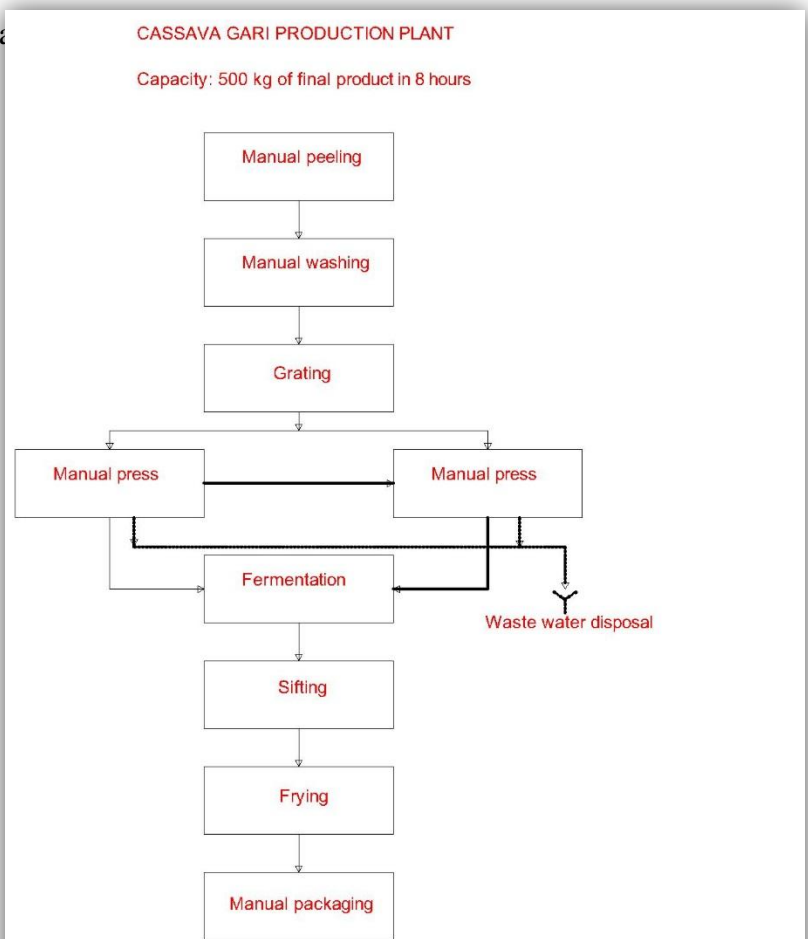 CASSAVA GARI PRODUCTION PLANT
Capacity: 500 kg of final product in 8 hours
Manual peeling
Manual washing
Grating
Manual press
Manual press
Fermentation
Waste water disposal
Sifting
Frying
Manual packaging